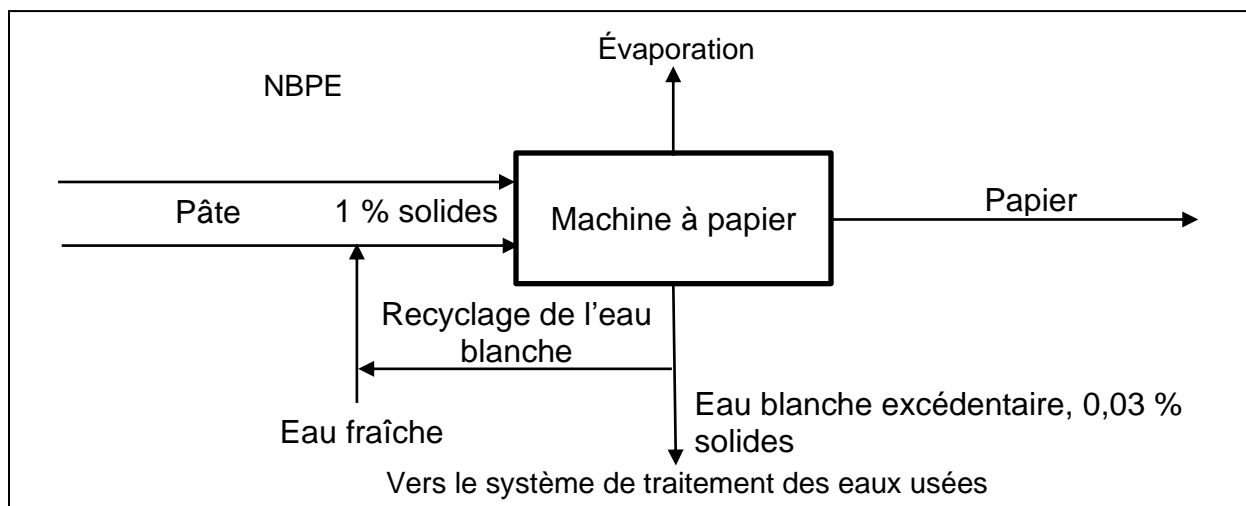 Évaporation
NBPE
Pâte 1 % solides
Machine à papier
Papier
Recyclage de l’eau
blanche
Eau fraîche
Eau blanche excédentaire, 0,03 %
solides
Vers le système de traitement des eaux usées